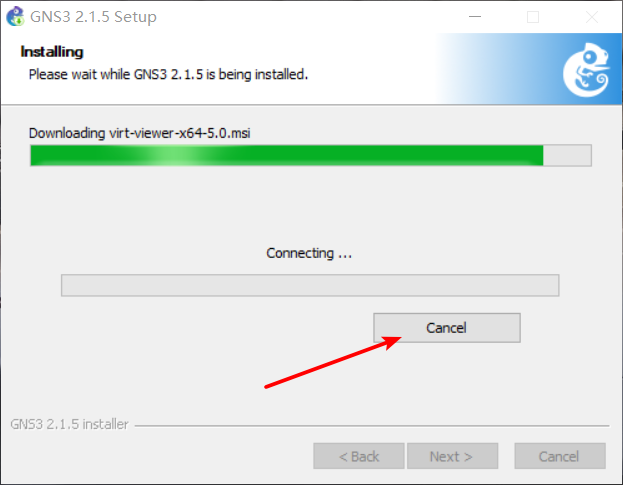 GNS3 2.1.5 Setup
Installing
Please wait while GNS3 2.1.5 is being installed.
Downloading virt-viewer-x64-5.0.msi
Connecting ...
Cancel
GNS3 2.1.5 installer
< Back Next > Cancel